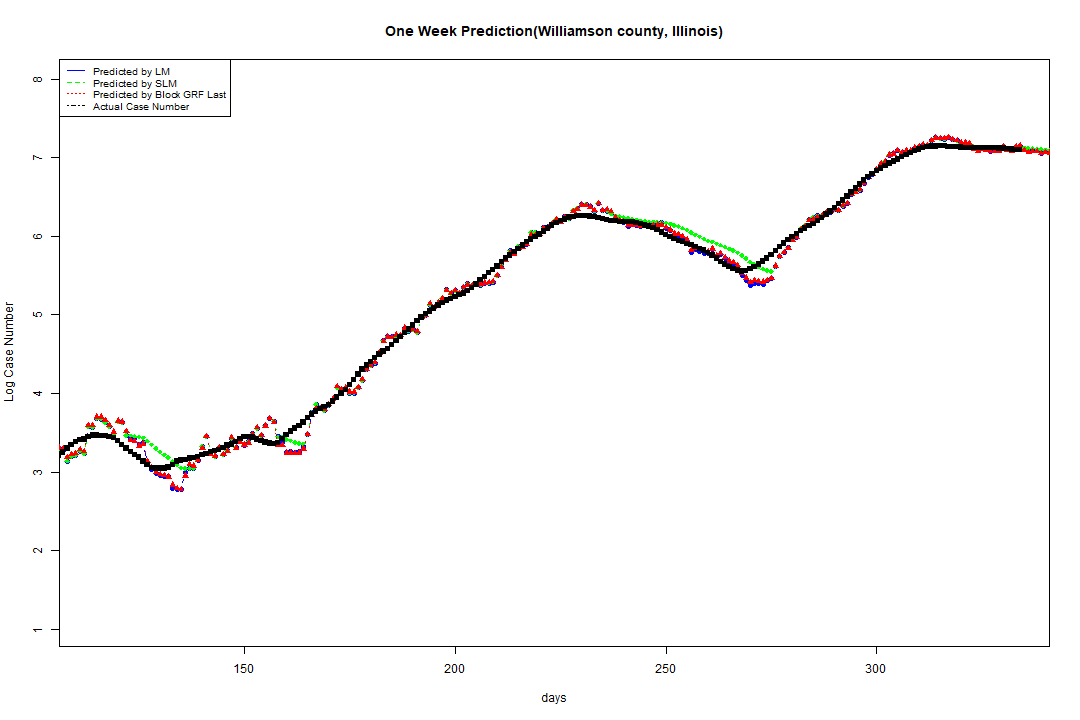 One Week Prediction(Williamson county, Illinois)
Predicted by LM
Predicted by SLM
Predicted by Block GRF Last
Actual Case Number
8
7
6
5
4
3
2
1
Log Case Number
150 200 250 300
days